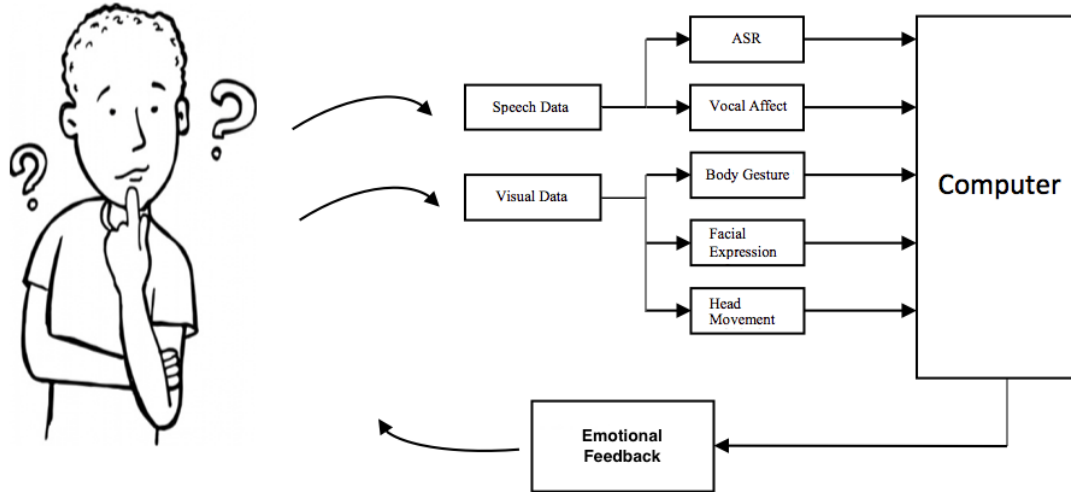 ?
?
ASR
Speech Data
Vocal Affect
Visual Data
Body Gesture
Computer
Facial
Expression
Head
Movement
Emotional
Feedback